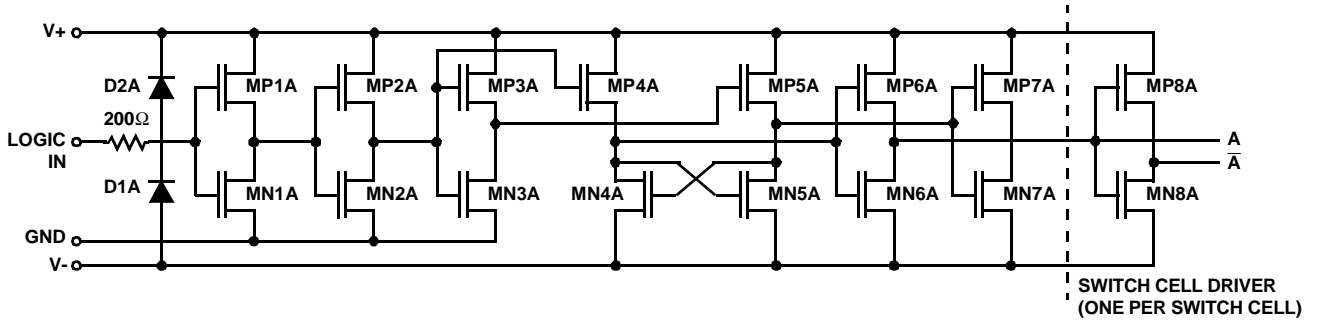 V+
D2A
MP1A
MP2A
MP3A
MP4A
MP5A
MP6A
MP7A
MP8A
200Ω
LOGIC
IN
A
A̅
D1A
MN1A
MN2A
MN3A
MN4A
MN5A
MN6A
MN7A
MN8A
GND
V-
SWITCH CELL DRIVER
(ONE PER SWITCH CELL)